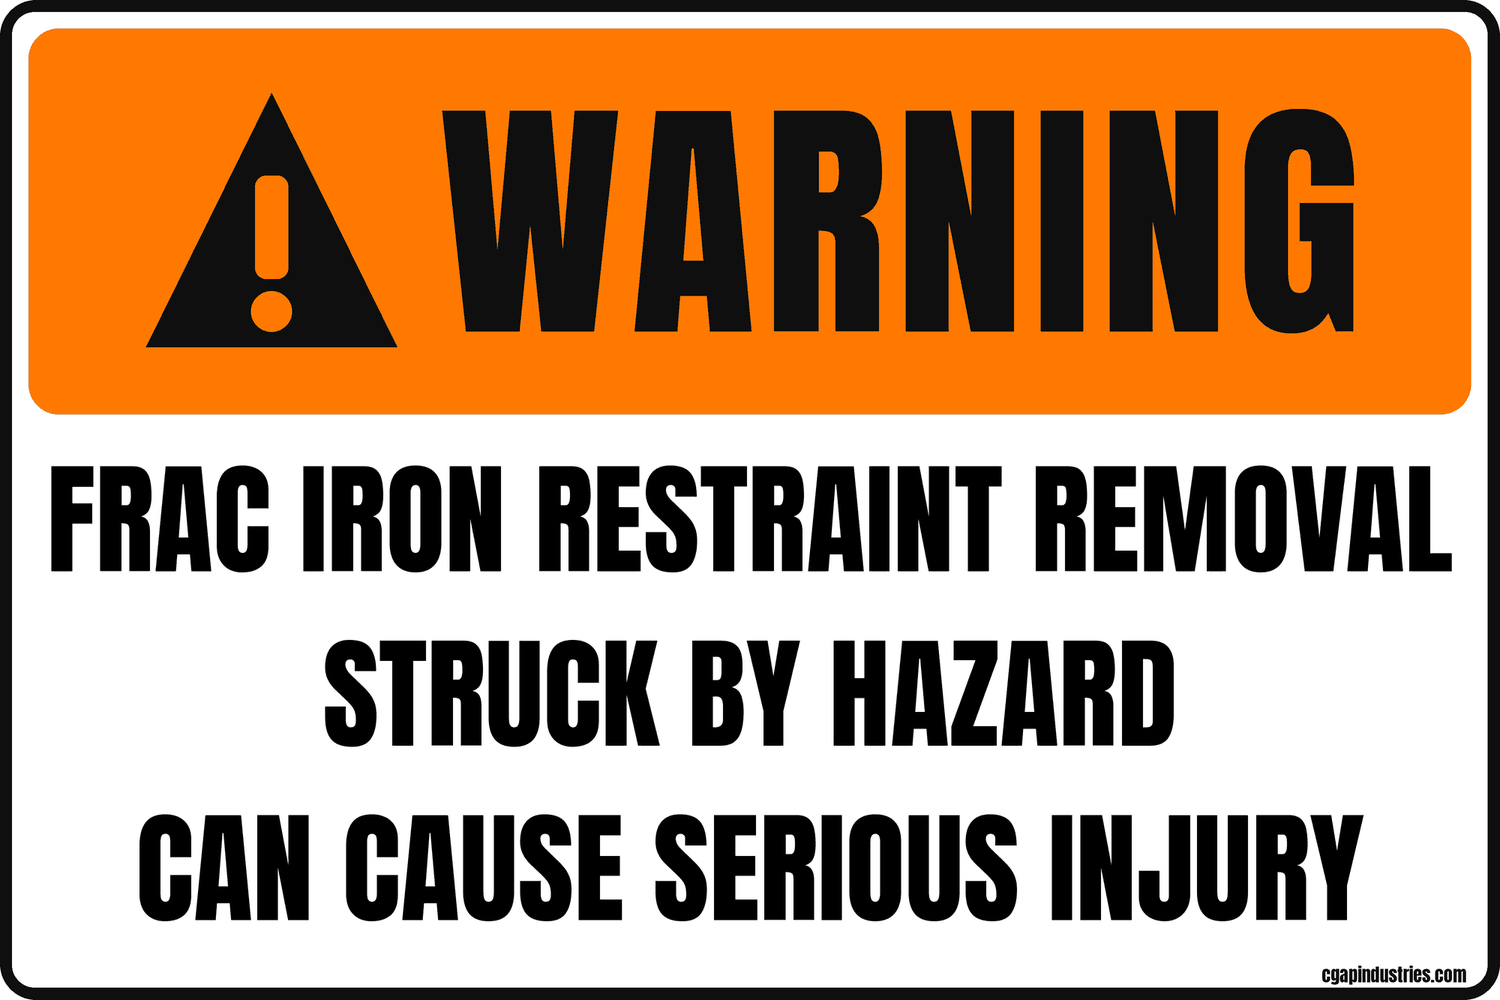 WARNING
FRAC IRON RESTRAINT REMOVAL
STRUCK BY HAZARD
CAN CAUSE SERIOUS INJURY
cgapindustries.com